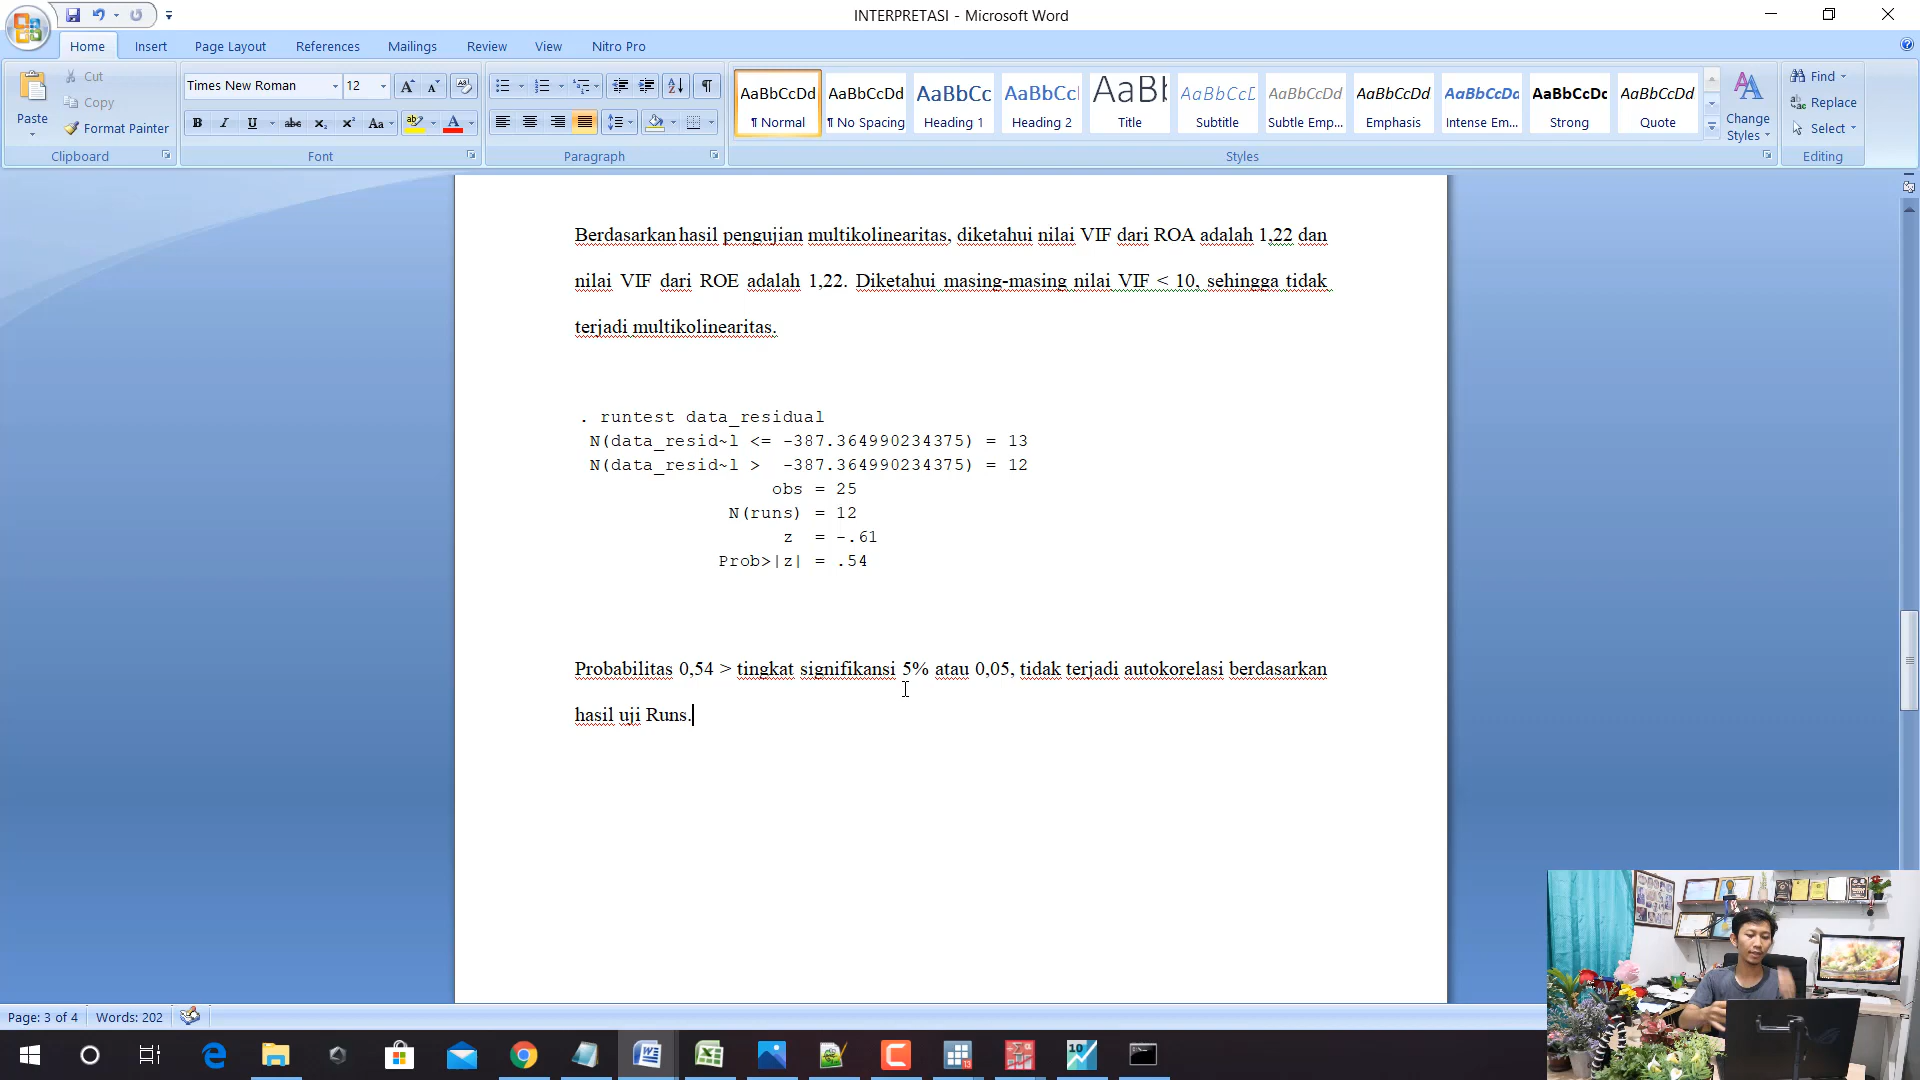 INTERPRETASI - Microsoft Word
Home Insert Page Layout References Mailings Review View Nitro Pro
Paste
Cut
Copy
Format Painter
Clipboard
Times New Roman 12
Font
Paragraph
AaBbCcDd AaBbCcDd AaBbCc AaBbCcI AaBI AaBbCcL AaBbCcDd AaBbCcDd AaBbCcDd AaBbCcDc AaBbCcDd
¶ Normal ¶ No Spacing Heading 1 Heading 2 Title Subtitle Subtle Emp... Emphasis Intense Em... Strong Quote
Change Styles
Styles
Find
Replace
Select
Editing
Berdasarkan hasil pengujian multikolinearitas, diketahui nilai VIF dari ROA adalah 1,22 dan
nilai VIF dari ROE adalah 1,22. Diketahui masing-masing nilai VIF < 10, sehingga tidak
terjadi multikolinearitas.
. runtest data_residual
N(data_resid~l <= -387.364990234375) = 13
N(data_resid~l > -387.364990234375) = 12
obs = 25
N(runs) = 12
z = -.61
Prob>|z| = .54
Probabilitas 0,54 > tingkat signifikansi 5% atau 0,05, tidak terjadi autokorelasi berdasarkan
hasil uji Runs.
Page: 3 of 4 Words: 202